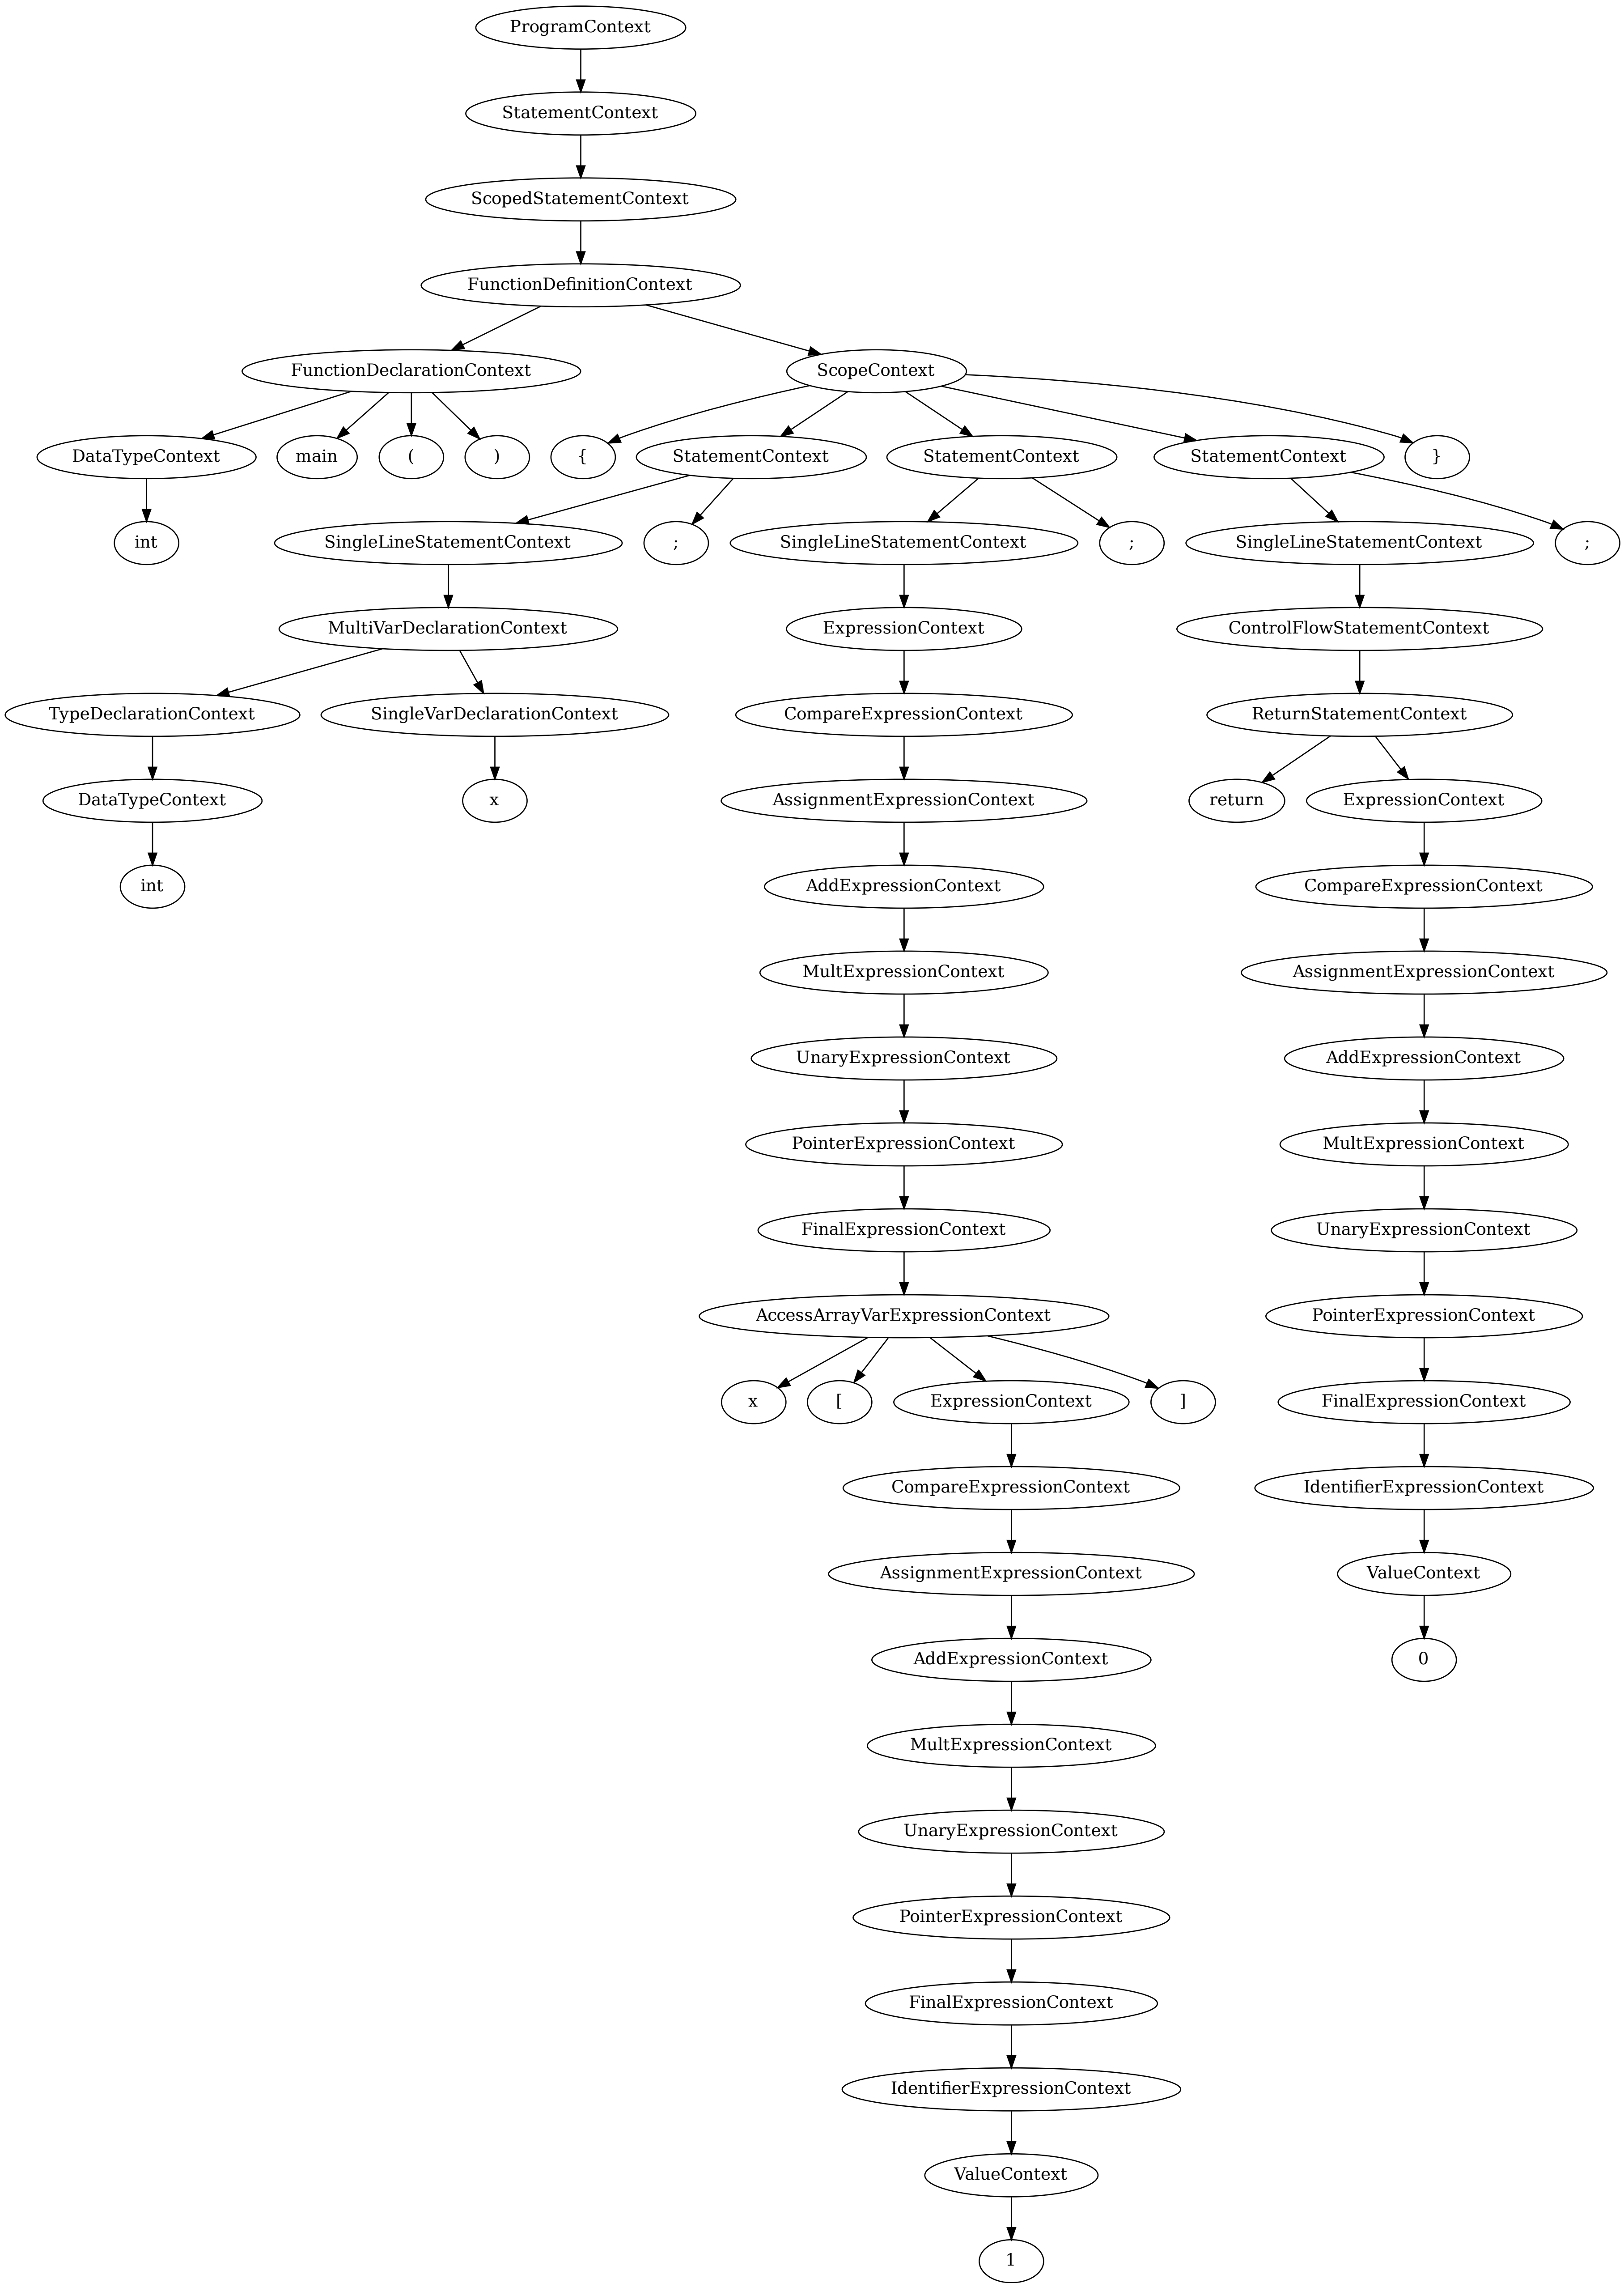 ProgramContext
StatementContext
ScopedStatementContext
FunctionDefinitionContext
FunctionDeclarationContext
ScopeContext
DataTypeContext
main
(
)
{
StatementContext
StatementContext
StatementContext
}
int
SingleLineStatementContext
;
SingleLineStatementContext
;
SingleLineStatementContext
;
MultiVarDeclarationContext
ExpressionContext
ControlFlowStatementContext
TypeDeclarationContext
SingleVarDeclarationContext
CompareExpressionContext
ReturnStatementContext
DataTypeContext
x
AssignmentExpressionContext
return
ExpressionContext
int
AddExpressionContext
CompareExpressionContext
MultExpressionContext
AssignmentExpressionContext
UnaryExpressionContext
AddExpressionContext
PointerExpressionContext
MultExpressionContext
FinalExpressionContext
UnaryExpressionContext
AccessArrayVarExpressionContext
PointerExpressionContext
x
[
ExpressionContext
]
FinalExpressionContext
CompareExpressionContext
IdentifierExpressionContext
AssignmentExpressionContext
ValueContext
AddExpressionContext
0
MultExpressionContext
UnaryExpressionContext
PointerExpressionContext
FinalExpressionContext
IdentifierExpressionContext
ValueContext
1